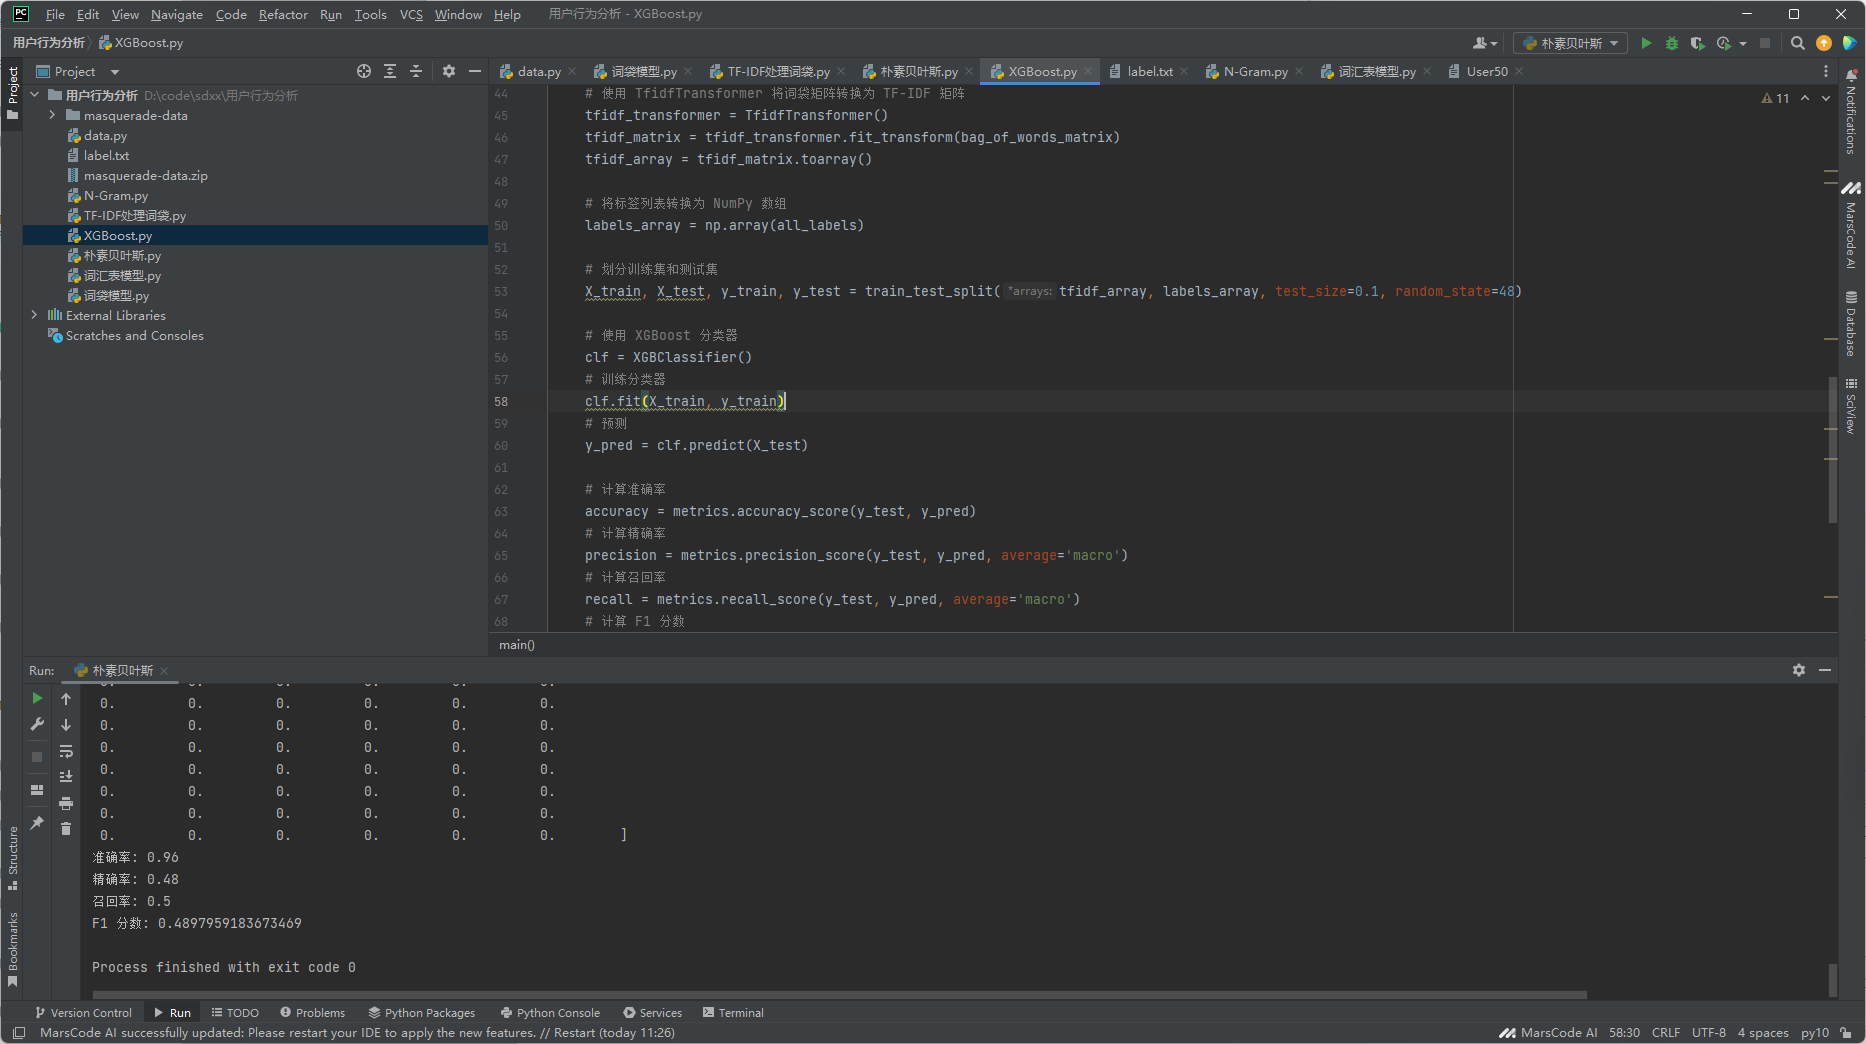 File Edit View Navigate Code Refactor Run Tools VCS Window Help 用户行为分析 - XGBoost.py
用户行为分析 XGBoost.py
朴素贝叶斯
Project
Project
data.py 词袋模型.py TF-IDF处理词袋.py 朴素贝叶斯.py XGBoost.py label.txt N-Gram.py 词汇表模型.py User50
用户行为分析 D:\code\sdxx\用户行为分析
masquerade-data
data.py
label.txt
masquerade-data.zip
N-Gram.py
TF-IDF处理词袋.py
XGBoost.py
朴素贝叶斯.py
词汇表模型.py
词袋模型.py
External Libraries
Scratches and Consoles
11
44 # 使用 TfidfTransformer 将词袋矩阵转换为 TF-IDF 矩阵
45 tfidf_transformer = TfidfTransformer()
46 tfidf_matrix = tfidf_transformer.fit_transform(bag_of_words_matrix)
47 tfidf_array = tfidf_matrix.toarray()
48
49 # 将标签列表转换为 NumPy 数组
50 labels_array = np.array(all_labels)
51
52 # 划分训练集和测试集
53 X_train, X_test, y_train, y_test = train_test_split( *arrays: tfidf_array, labels_array, test_size=0.1, random_state=48)
54
55 # 使用 XGBoost 分类器
56 clf = XGBClassifier()
57 # 训练分类器
58 clf.fit(X_train, y_train)
59 # 预测
60 y_pred = clf.predict(X_test)
61
62 # 计算准确率
63 accuracy = metrics.accuracy_score(y_test, y_pred)
64 # 计算精确率
65 precision = metrics.precision_score(y_test, y_pred, average='macro')
66 # 计算召回率
67 recall = metrics.recall_score(y_test, y_pred, average='macro')
68 # 计算 F1 分数
main()
Notifications
MarsCode AI
Database
SciView
Run: 朴素贝叶斯
0. 0. 0. 0. 0. 0.
0. 0. 0. 0. 0. 0.
0. 0. 0. 0. 0. 0.
0. 0. 0. 0. 0. 0.
0. 0. 0. 0. 0. 0.
0. 0. 0. 0. 0. 0.
0. 0. 0. 0. 0. 0. ]
准确率: 0.96
精确率: 0.48
召回率: 0.5
F1 分数: 0.4897959183673469
Process finished with exit code 0
Structure
Bookmarks
Version Control Run TODO Problems Python Packages Python Console Services Terminal
MarsCode AI successfully updated: Please restart your IDE to apply the new features. // Restart (today 11:26) MarsCode AI 58:30 CRLF UTF-8 4 spaces py10